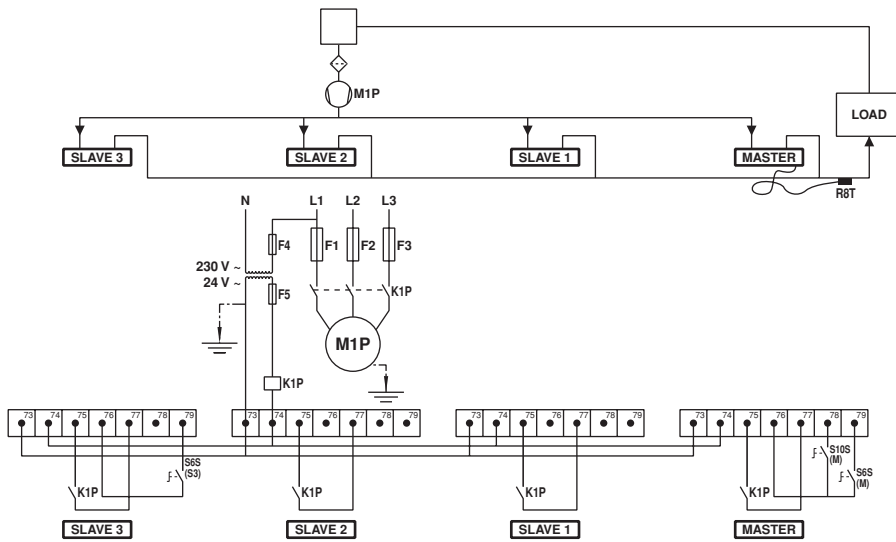 M1P
LOAD
SLAVE 3 SLAVE 2 SLAVE 1 MASTER
R8T
N L1 L2 L3
F4 F1 F2 F3
230 V ~
24 V ~
F5 K1P
M1P
K1P
73 74 75 76 77 78 79 73 74 75 76 77 78 79 73 74 75 76 77 78 79 73 74 75 76 77 78 79
S10S
(M)
S6S
(S3)
S6S
(M)
K1P K1P K1P K1P
SLAVE 3 SLAVE 2 SLAVE 1 MASTER